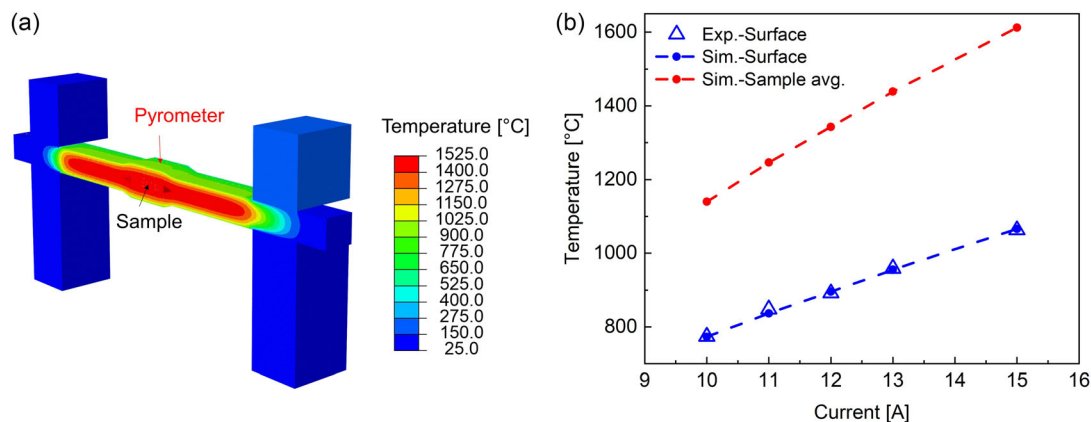 (a)
Pyrometer
Sample
Temperature [°C]
1525.0
1400.0
1275.0
1150.0
1025.0
900.0
775.0
650.0
525.0
400.0
275.0
150.0
25.0
(b)
Exp.-Surface
Sim.-Surface
Sim.-Sample avg.
Temperature [°C]
1600
1400
1200
1000
800
9 10 11 12 13 14 15 16
Current [A]